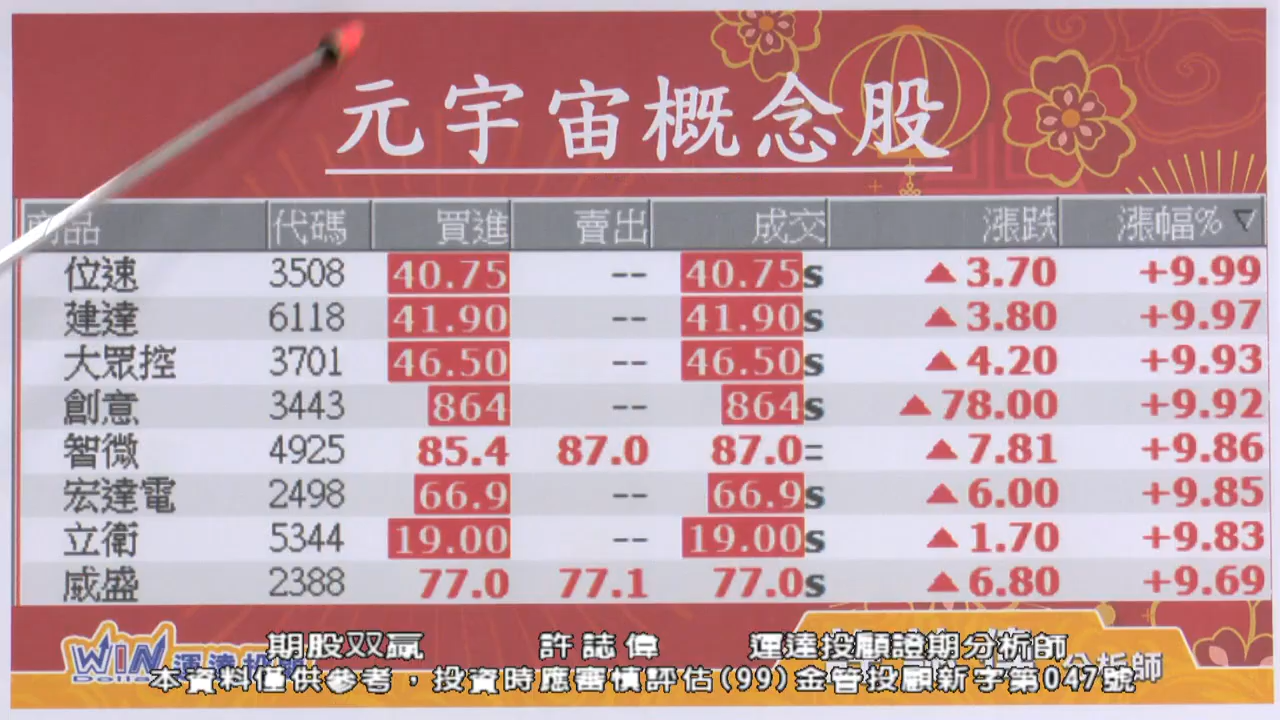 元宇宙概念股
商品 代碼 買進 賣出 成交 漲跌 漲幅%
位速 3508 40.75 -- 40.75s ▲3.70 +9.99
建達 6118 41.90 -- 41.90s ▲3.80 +9.97
大眾控 3701 46.50 -- 46.50s ▲4.20 +9.93
創意 3443 864 -- 864s ▲78.00 +9.92
智微 4925 85.4 87.0 87.0= ▲7.81 +9.86
宏達電 2498 66.9 -- 66.9s ▲6.00 +9.85
立衛 5344 19.00 -- 19.00s ▲1.70 +9.83
威盛 2388 77.0 77.1 77.0s ▲6.80 +9.69
WIN 運達投顧
分析師
期股双贏 許誌偉 運達投顧證期分析師
本資料僅供參考，投資時應審慎評估(99)金管投顧新字第047號